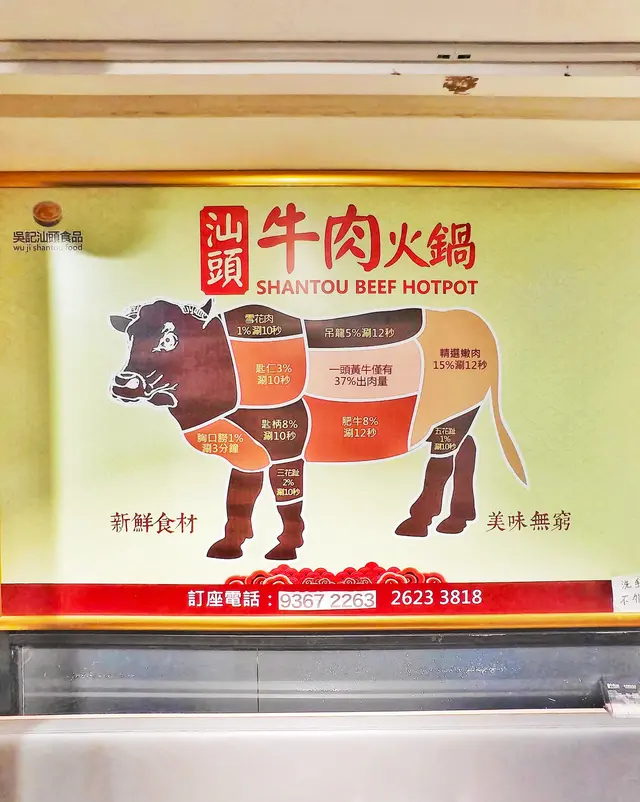 吳記汕頭食品
wu ji shantou food
汕頭
牛肉火鍋
SHANTOU BEEF HOTPOT
雪花肉
1%涮10秒
吊龍5%涮12秒
匙仁3%
涮10秒
一頭黃牛僅有
37%出肉量
精選嫩肉
15%涮12秒
胸口朥1%
涮3分鐘
匙柄8%
涮10秒
肥牛8%
涮12秒
五花趾
1%
涮10秒
三花趾
2%
涮10秒
新鮮食材
美味無窮
訂座電話：9367 2263 2623 3818